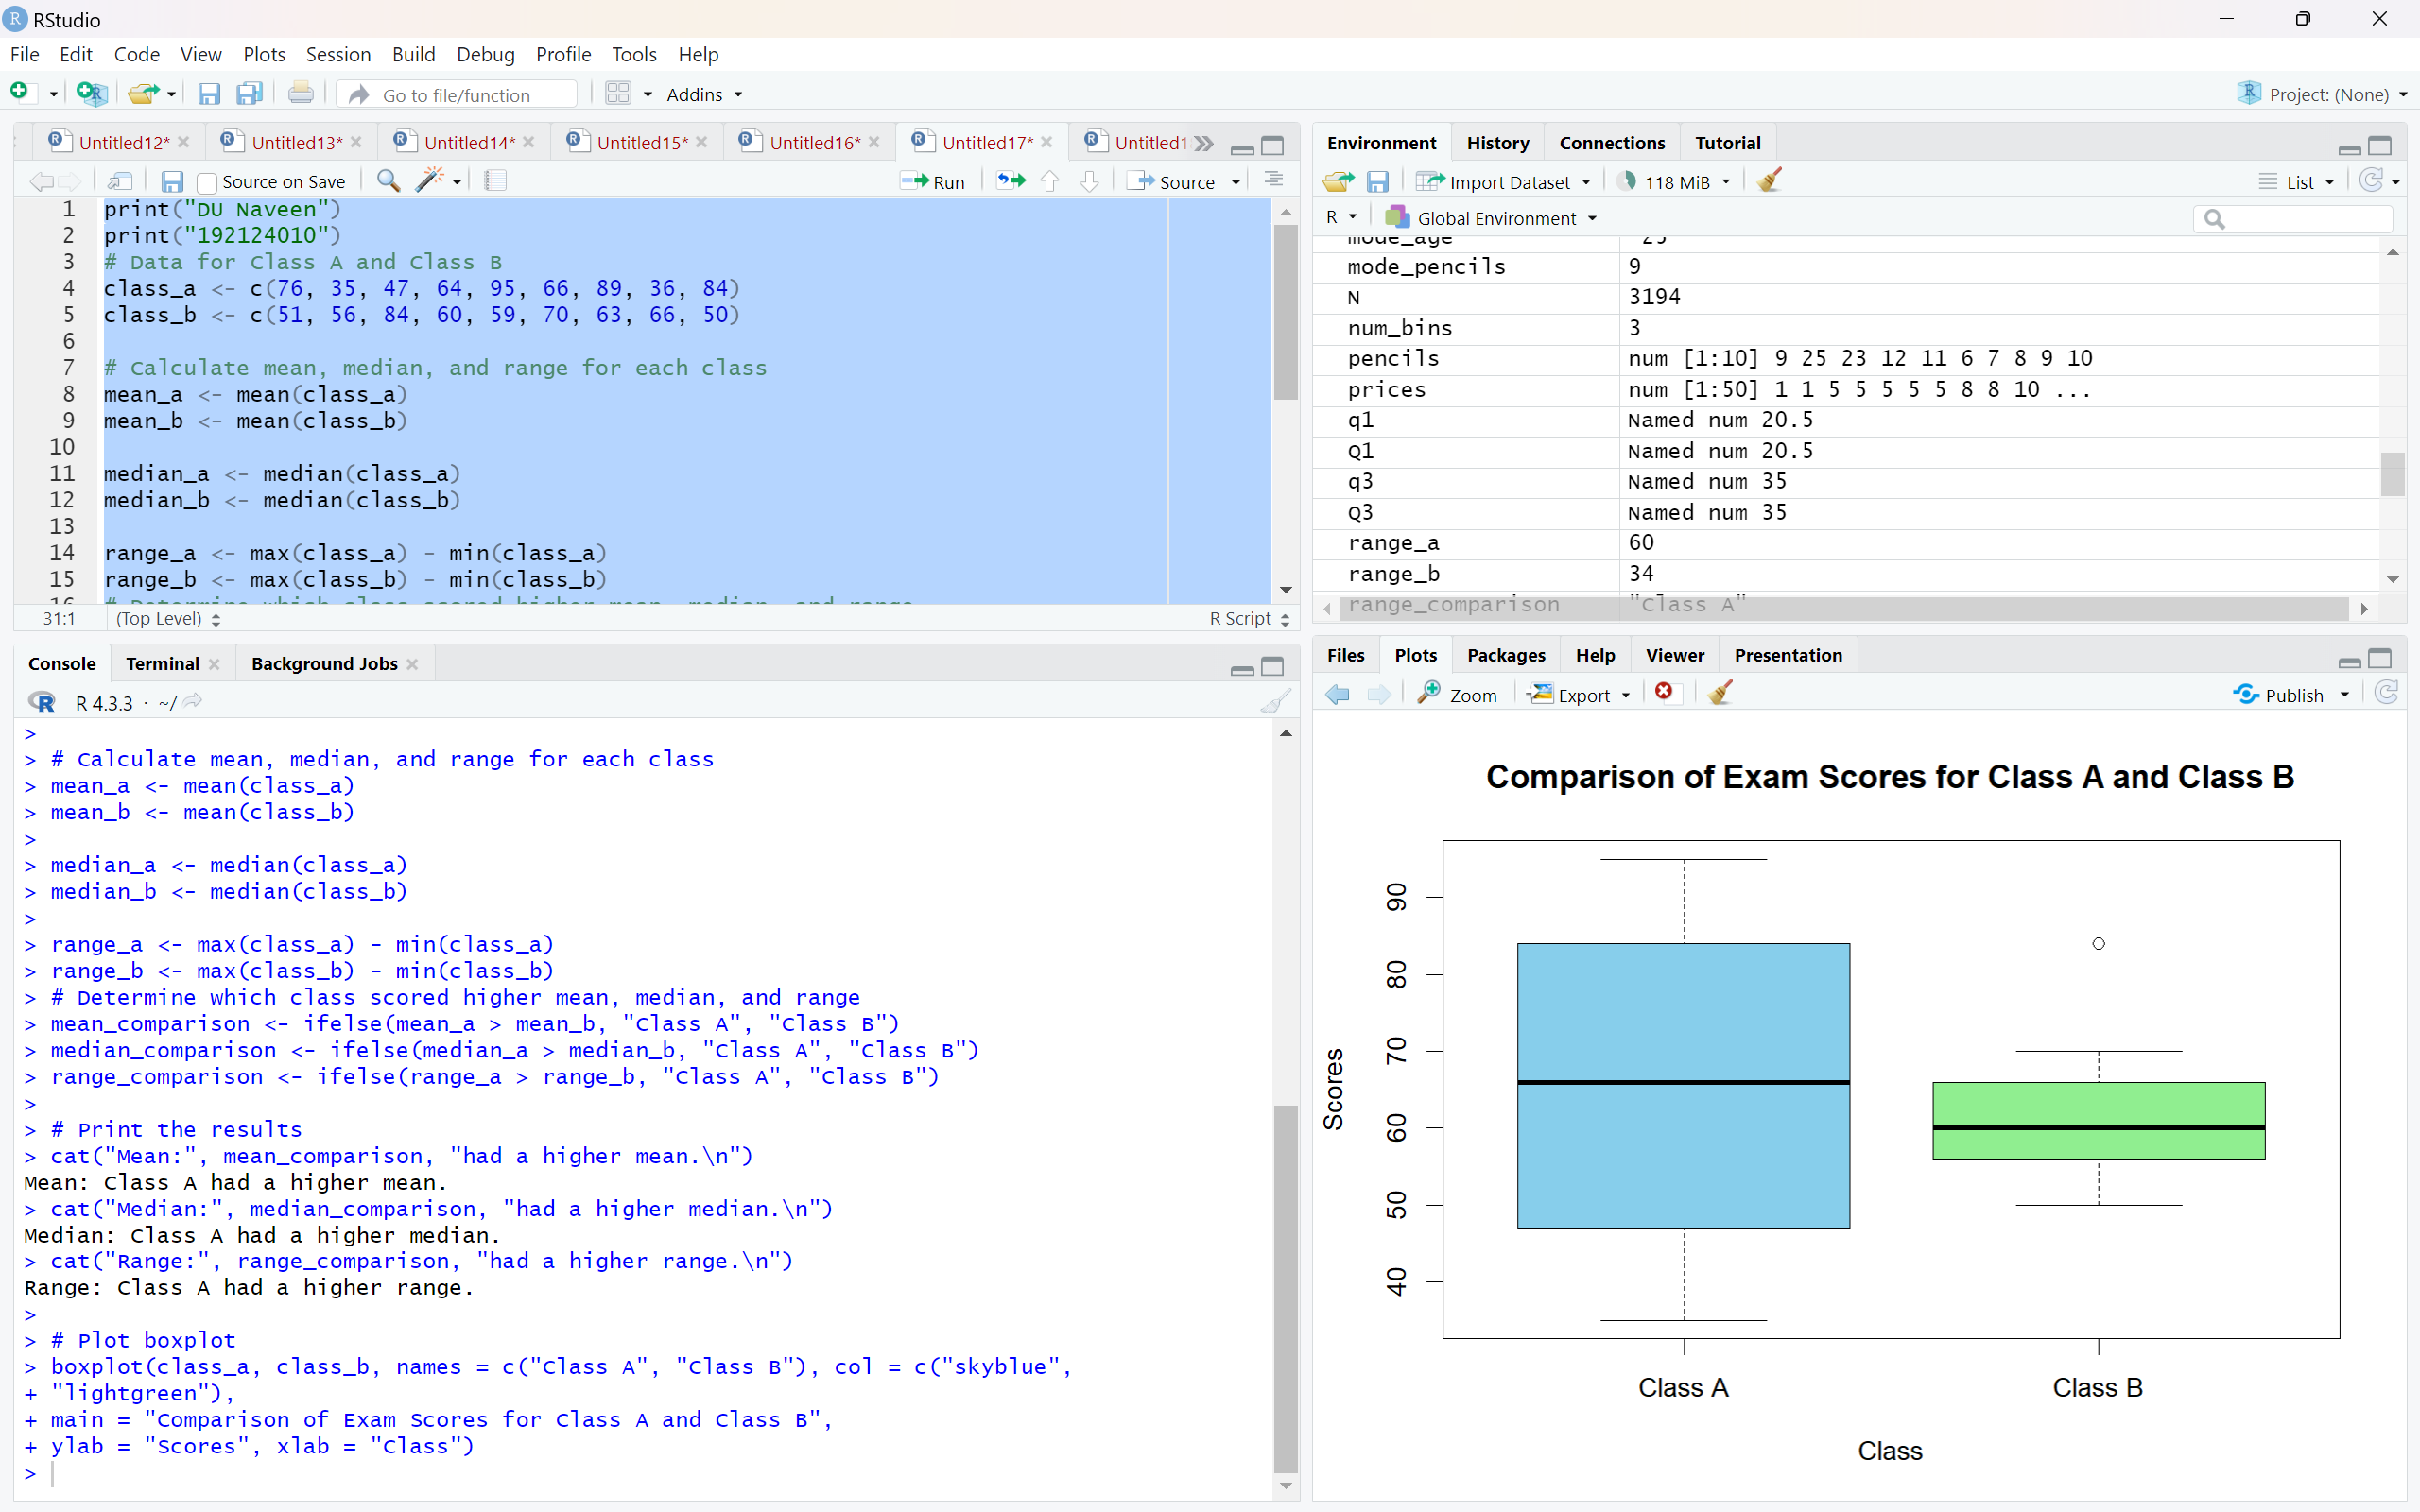 RStudio
File Edit Code View Plots Session Build Debug Profile Tools Help
Go to file/function Addins Project: (None)
Untitled12* Untitled13* Untitled14* Untitled15* Untitled16* Untitled17* Untitled1
Source on Save Run Source
1 print("DU Naveen")
2 print("192124010")
3 # Data for Class A and Class B
4 class_a <- c(76, 35, 47, 64, 95, 66, 89, 36, 84)
5 class_b <- c(51, 56, 84, 60, 59, 70, 63, 66, 50)
6
7 # Calculate mean, median, and range for each class
8 mean_a <- mean(class_a)
9 mean_b <- mean(class_b)
10
11 median_a <- median(class_a)
12 median_b <- median(class_b)
13
14 range_a <- max(class_a) - min(class_a)
15 range_b <- max(class_b) - min(class_b)
16 # Determine which class scored higher mean, median, and range
31:1 (Top Level) R Script
Console Terminal Background Jobs
R 4.3.3 · ~/
>
> # Calculate mean, median, and range for each class
> mean_a <- mean(class_a)
> mean_b <- mean(class_b)
>
> median_a <- median(class_a)
> median_b <- median(class_b)
>
> range_a <- max(class_a) - min(class_a)
> range_b <- max(class_b) - min(class_b)
> # Determine which class scored higher mean, median, and range
> mean_comparison <- ifelse(mean_a > mean_b, "Class A", "Class B")
> median_comparison <- ifelse(median_a > median_b, "Class A", "Class B")
> range_comparison <- ifelse(range_a > range_b, "Class A", "Class B")
>
> # Print the results
> cat("Mean:", mean_comparison, "had a higher mean.\n")
Mean: Class A had a higher mean.
> cat("Median:", median_comparison, "had a higher median.\n")
Median: Class A had a higher median.
> cat("Range:", range_comparison, "had a higher range.\n")
Range: Class A had a higher range.
>
> # Plot boxplot
> boxplot(class_a, class_b, names = c("Class A", "Class B"), col = c("skyblue",
+ "lightgreen"),
+ main = "Comparison of Exam Scores for Class A and Class B",
+ ylab = "Scores", xlab = "Class")
>
Environment History Connections Tutorial
Import Dataset 118 MiB List
R Global Environment
mode_age 25
mode_pencils 9
N 3194
num_bins 3
pencils num [1:10] 9 25 23 12 11 6 7 8 9 10
prices num [1:50] 1 1 5 5 5 5 5 8 8 10 ...
q1 Named num 20.5
Q1 Named num 20.5
q3 Named num 35
Q3 Named num 35
range_a 60
range_b 34
range_comparison "Class A"
Files Plots Packages Help Viewer Presentation
Zoom Export Publish
Comparison of Exam Scores for Class A and Class B
90
80
70
60
50
40
Scores
Class A Class B
Class